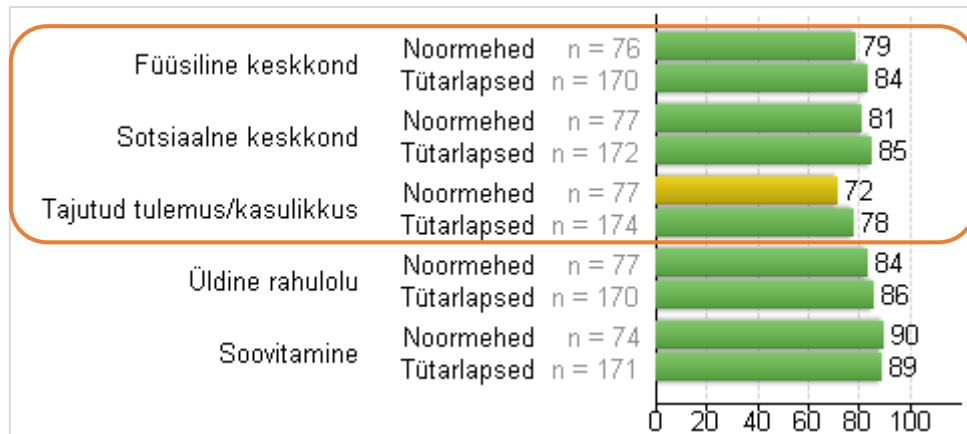 Füüsiline keskkond
Noormehed n = 76 79
Tütarlapsed n = 170 84
Sotsiaalne keskkond
Noormehed n = 77 81
Tütarlapsed n = 172 85
Tajutud tulemus/kasulikkus
Noormehed n = 77 72
Tütarlapsed n = 174 78
Üldine rahulolu
Noormehed n = 77 84
Tütarlapsed n = 170 86
Soovitamine
Noormehed n = 74 90
Tütarlapsed n = 171 89
0 20 40 60 80 100